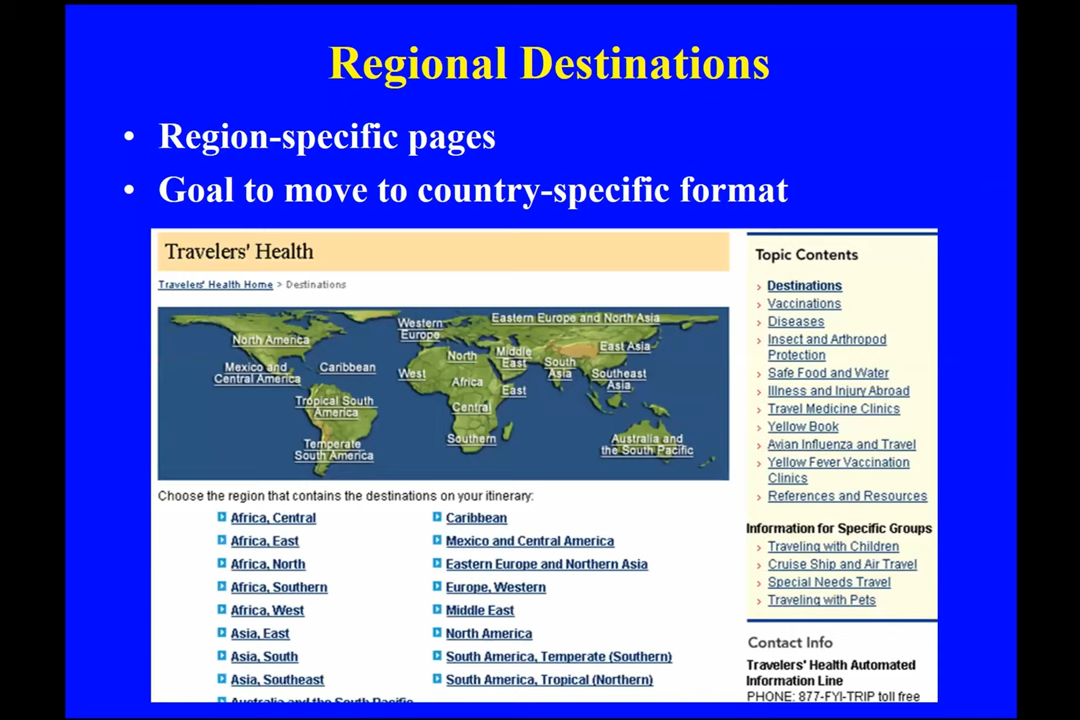 Regional Destinations
• Region-specific pages
• Goal to move to country-specific format
Travelers' Health
Travelers' Health Home > Destinations
North America
Mexico and
Central America
Caribbean
Tropical South
America
Temperate
South America
Western
Europe
Eastern Europe and North Asia
North
West
Africa
Central
Southern
Middle
East
East
South
Asia
East Asia
Southeast
Asia
Australia and
the South Pacific
Choose the region that contains the destinations on your itinerary:
Africa, Central
Africa, East
Africa, North
Africa, Southern
Africa, West
Asia, East
Asia, South
Asia, Southeast
Australia and the South Pacific
Caribbean
Mexico and Central America
Eastern Europe and Northern Asia
Europe, Western
Middle East
North America
South America, Temperate (Southern)
South America, Tropical (Northern)
Topic Contents
Destinations
Vaccinations
Diseases
Insect and Arthropod
Protection
Safe Food and Water
Illness and Injury Abroad
Travel Medicine Clinics
Yellow Book
Avian Influenza and Travel
Yellow Fever Vaccination
Clinics
References and Resources
Information for Specific Groups
Traveling with Children
Cruise Ship and Air Travel
Special Needs Travel
Traveling with Pets
Contact Info
Travelers' Health Automated
Information Line
PHONE: 877-FYI-TRIP toll free